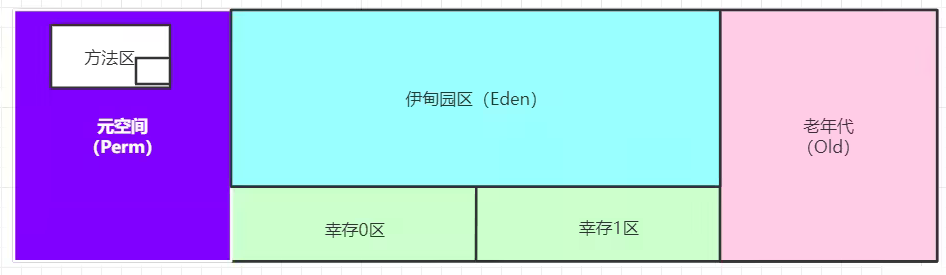 方法区
元空间
（Perm）
伊甸园区（Eden）
幸存0区
幸存1区
老年代
（Old）